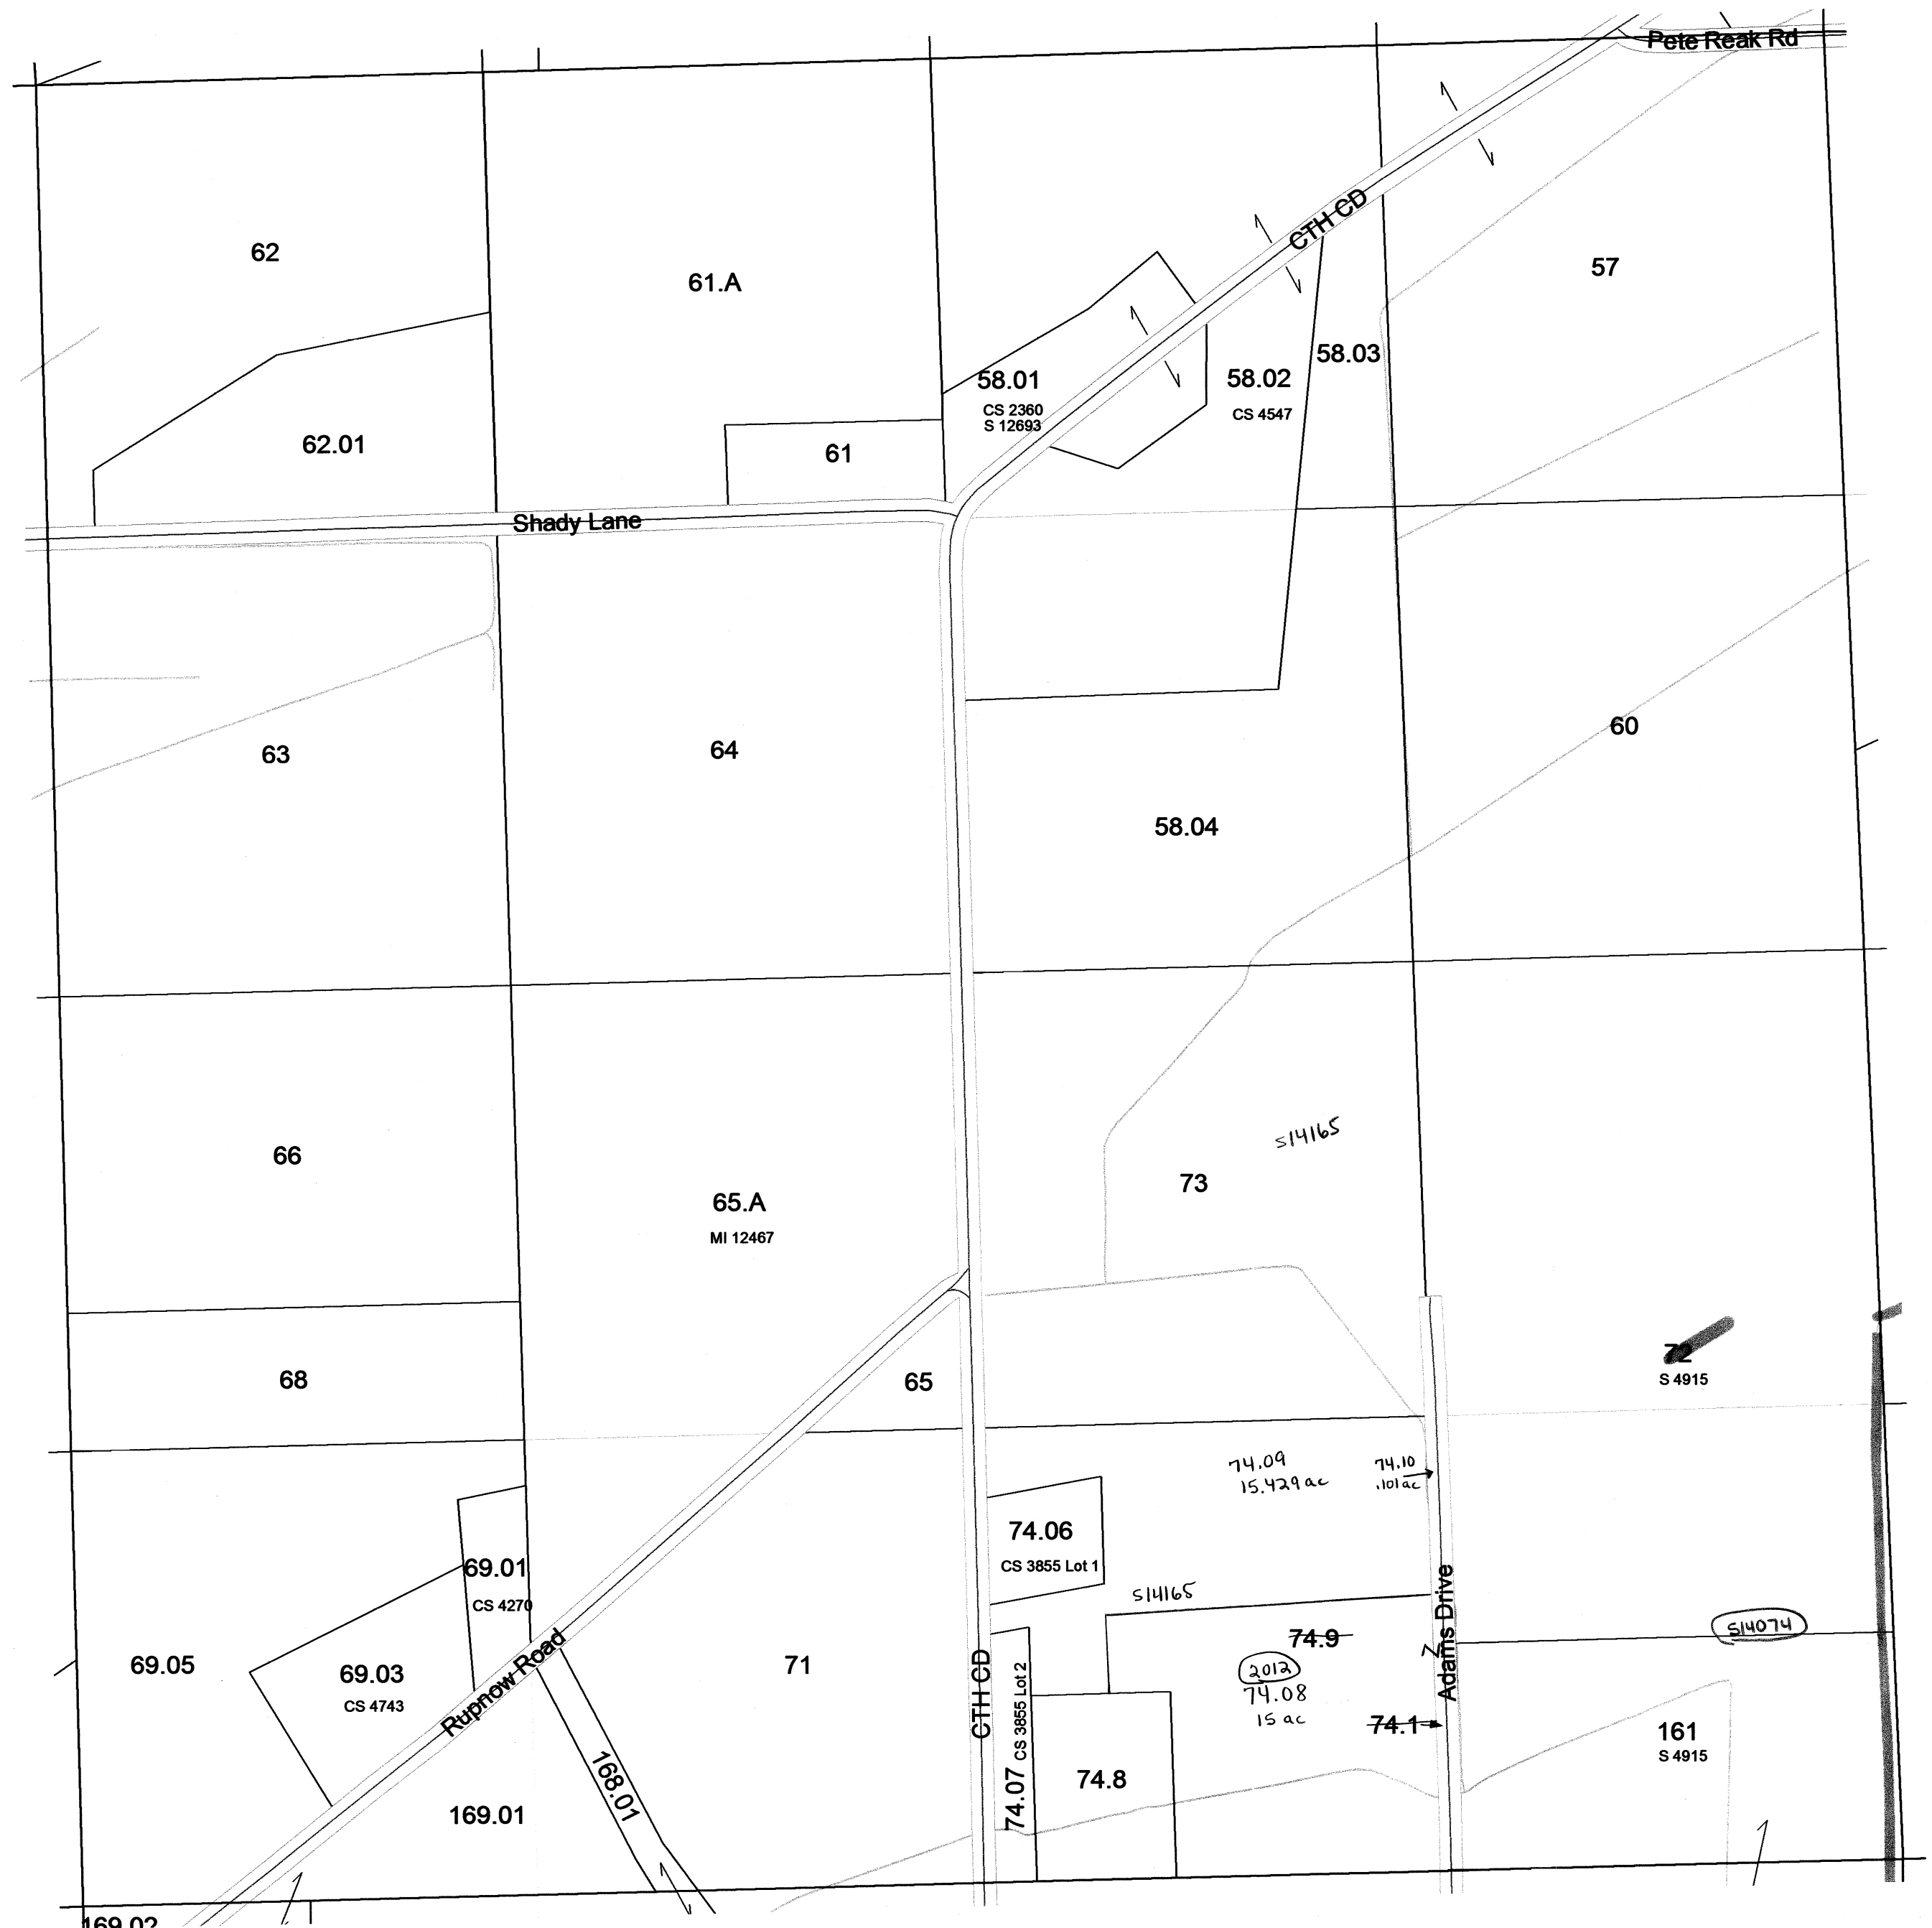 Pete Reak Rd
CTH CD
62
61.A
57
58.03
58.01
58.02
CS 2360
S 12693
CS 4547
62.01
61
Shady Lane
60
63
64
58.04
S14165
66
73
65.A
MI 12467
72
S 4915
68
65
74.09
15.429 ac
74.10
.101 ac
74.06
CS 3855 Lot 1
69.01
CS 4270
S14165
74.9
S14074
Adams Drive
Z
69.05
69.03
CS 4743
Rupnow Road
71
CTH CD
74.07 CS 3855 Lot 2
2012
74.08
15 ac
74.1
161
S 4915
74.8
168.01
169.01
169.02